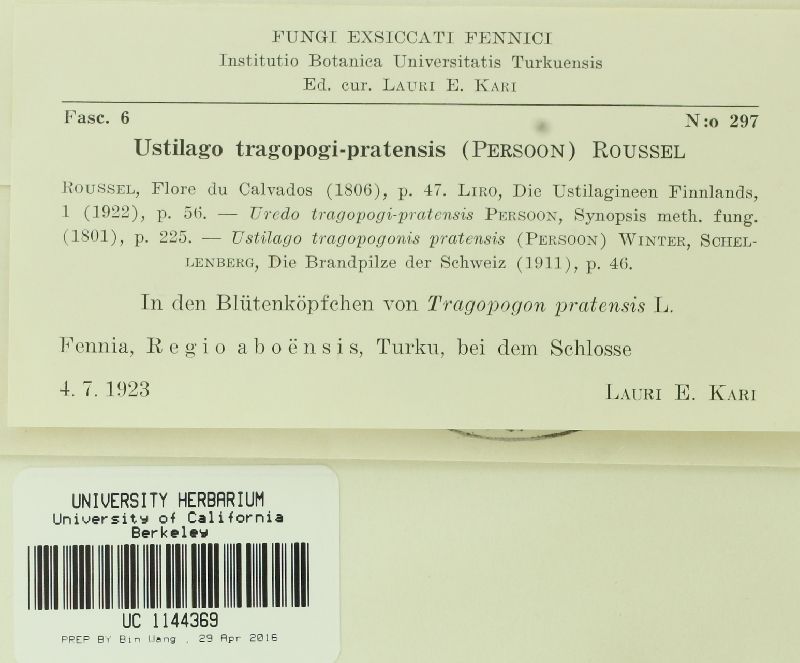 FUNGI EXSICCATI FENNICI
Institutio Botanica Universitatis Turkuensis
Ed. cur. LAURI E. KARI
Fasc. 6 N:o 297
Ustilago tragopogi-pratensis (PERSOON) ROUSSEL
ROUSSEL, Flore du Calvados (1806), p. 47. LIRO, Die Ustilagineen Finnlands,
1 (1922), p. 56. — Uredo tragopogi-pratensis PERSOON, Synopsis meth. fung.
(1801), p. 225. — Ustilago tragopogonis pratensis (PERSOON) WINTER, SCHEL-
LENBERG, Die Brandpilze der Schweiz (1911), p. 46.
In den Blütenköpfchen von Tragopogon pratensis L.
Fennia, Regio aboënsis, Turku, bei dem Schlosse
4. 7. 1923 LAURI E. KARI
UNIVERSITY HERBARIUM
University of California
Berkeley
UC 1144369
PREP BY Bin Wang , 29 Apr 2016